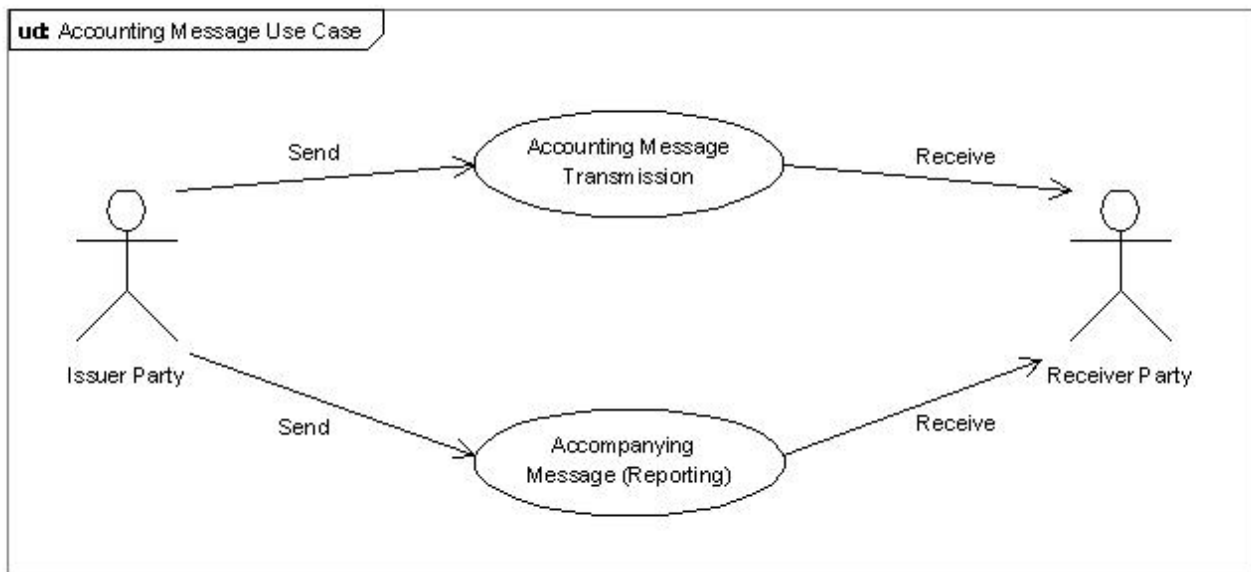 ud: Accounting Message Use Case
Send
Accounting Message
Transmission
Receive
Issuer Party
Receiver Party
Send
Accompanying
Message (Reporting)
Receive